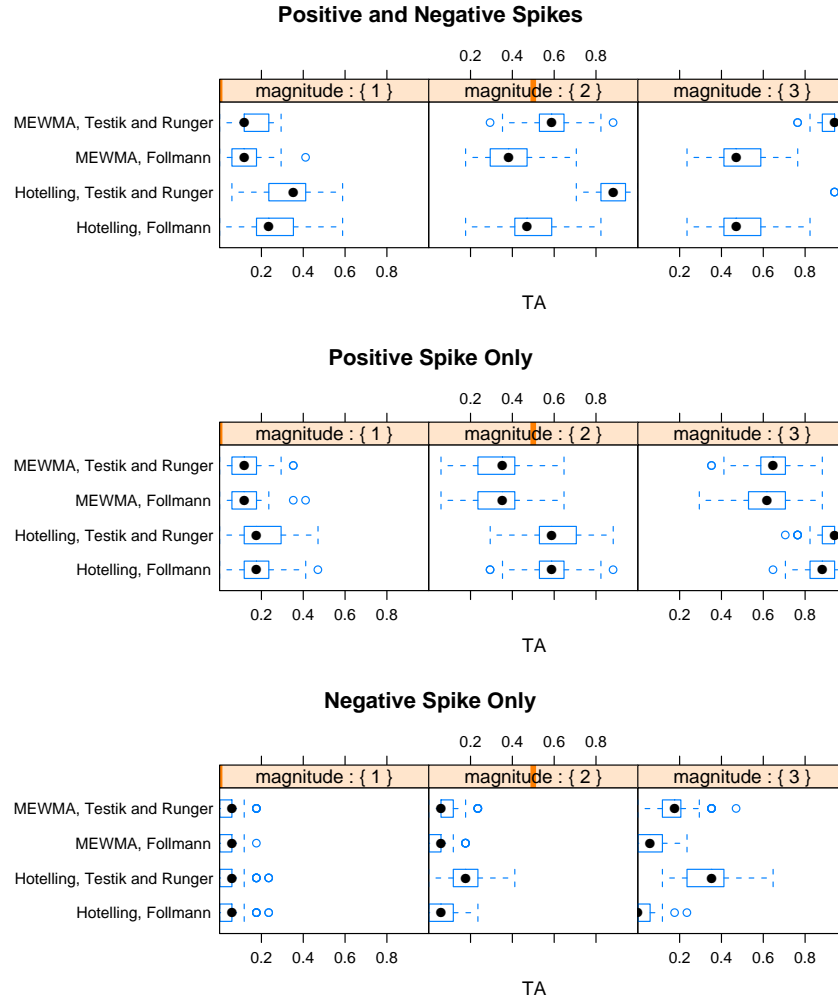 Positive and Negative Spikes
0.2 0.4 0.6 0.8
magnitude : { 1 } magnitude : { 2 } magnitude : { 3 }
MEWMA, Testik and Runger
MEWMA, Follmann
Hotelling, Testik and Runger
Hotelling, Follmann
0.2 0.4 0.6 0.8 0.2 0.4 0.6 0.8
TA
Positive Spike Only
0.2 0.4 0.6 0.8
magnitude : { 1 } magnitude : { 2 } magnitude : { 3 }
MEWMA, Testik and Runger
MEWMA, Follmann
Hotelling, Testik and Runger
Hotelling, Follmann
0.2 0.4 0.6 0.8 0.2 0.4 0.6 0.8
TA
Negative Spike Only
0.2 0.4 0.6 0.8
magnitude : { 1 } magnitude : { 2 } magnitude : { 3 }
MEWMA, Testik and Runger
MEWMA, Follmann
Hotelling, Testik and Runger
Hotelling, Follmann
0.2 0.4 0.6 0.8 0.2 0.4 0.6 0.8
TA